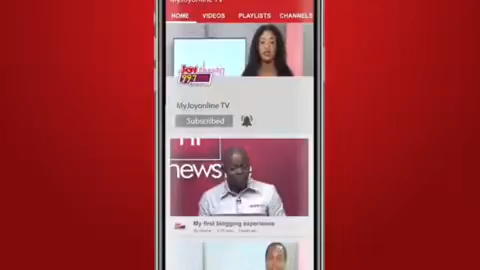 MyJoyonline TV
HOME VIDEOS PLAYLISTS CHANNELS
Joy
99.7
MyJoyonline TV
Subscribed
news
My first blogging experience